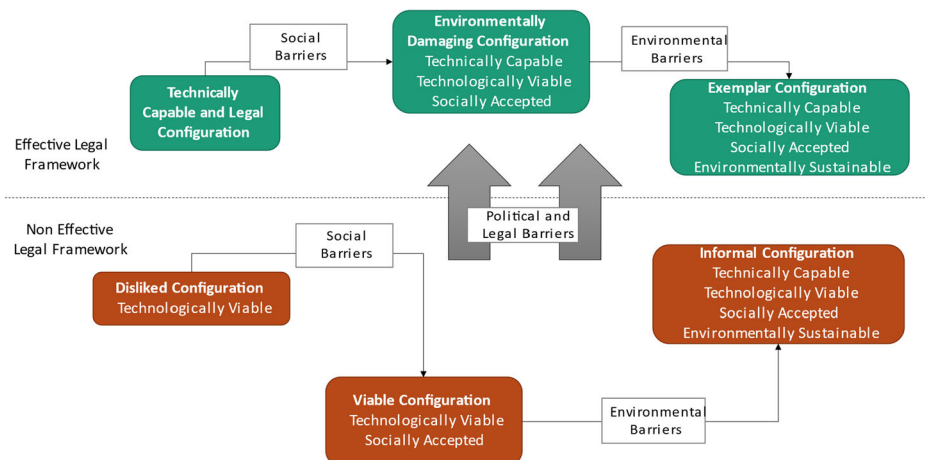 Social
Barriers
Technically
Capable and Legal
Configuration
Environmentally
Damaging Configuration
Technically Capable
Technologically Viable
Socially Accepted
Environmental
Barriers
Exemplar Configuration
Technically Capable
Technologically Viable
Socially Accepted
Environmentally Sustainable
Effective Legal
Framework
Political and
Legal Barriers
Non Effective
Legal Framework
Social
Barriers
Disliked Configuration
Technologically Viable
Viable Configuration
Technologically Viable
Socially Accepted
Environmental
Barriers
Informal Configuration
Technically Capable
Technologically Viable
Socially Accepted
Environmentally Sustainable